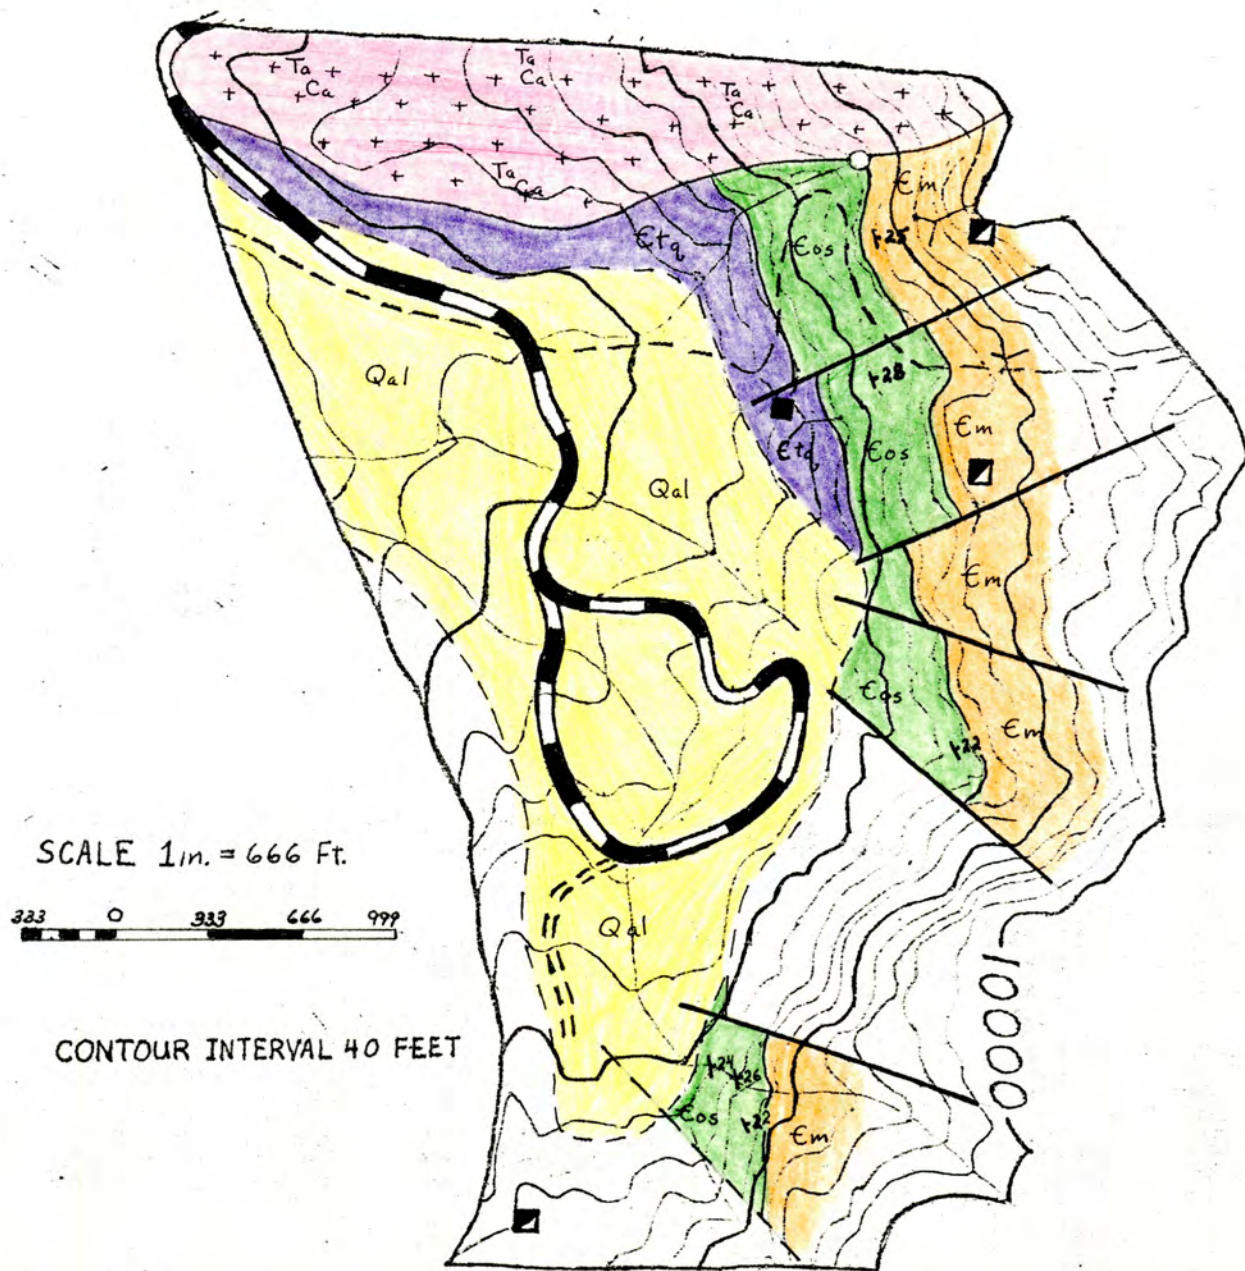 Ta
Ca
Ta
Ca
Ta
Ca
Ta
Ca
Єm
Єtq
Єos
25
Qal
28
Єm
Єtq
Єos
Qal
Єm
Єos
22
Єm
SCALE 1in. = 666 Ft.
333 0 333 666 999
Qal
10000
CONTOUR INTERVAL 40 FEET
24
26
Єos
22
Єm